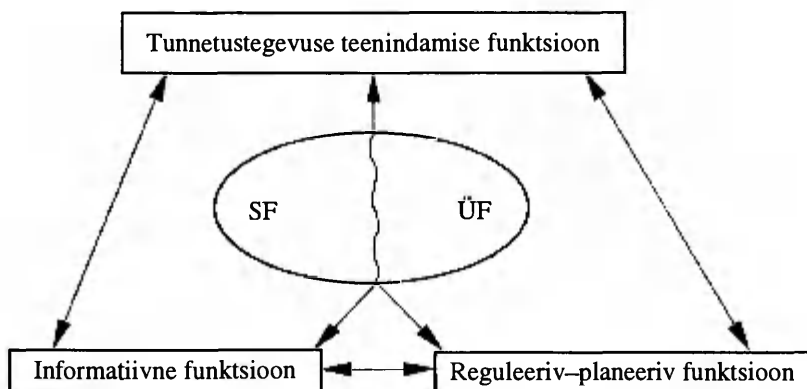 Tunnetustegevuse teenindamise funktsioon
SF
ÜF
Informatiivne funktsioon
Reguleeriv–planeeriv funktsioon